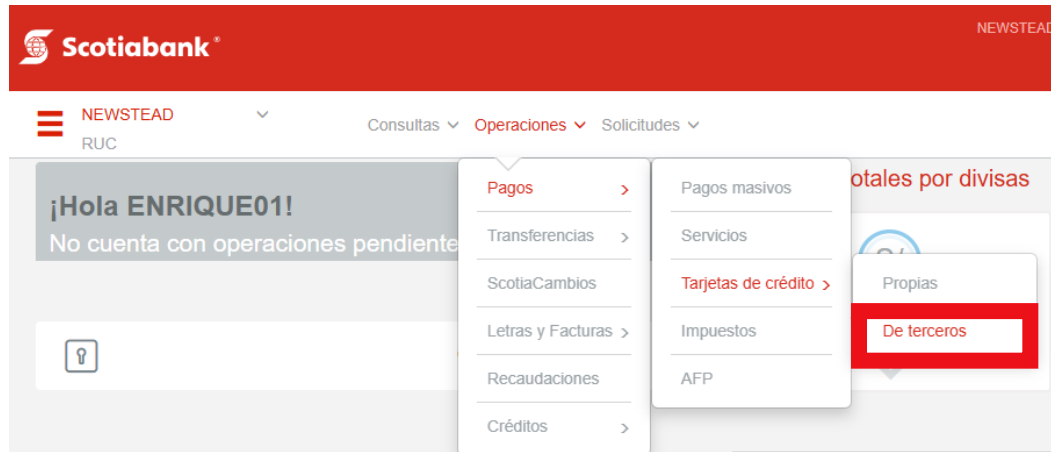 NEWSTEAD
Scotiabank
NEWSTEAD
RUC
Consultas Operaciones Solicitudes
¡Hola ENRIQUE01!
No cuenta con operaciones pendiente
Pagos
Transferencias
ScotiaCambios
Letras y Facturas
Recaudaciones
Créditos
Pagos masivos
Servicios
Tarjetas de crédito
Impuestos
AFP
otales por divisas
Propias
De terceros